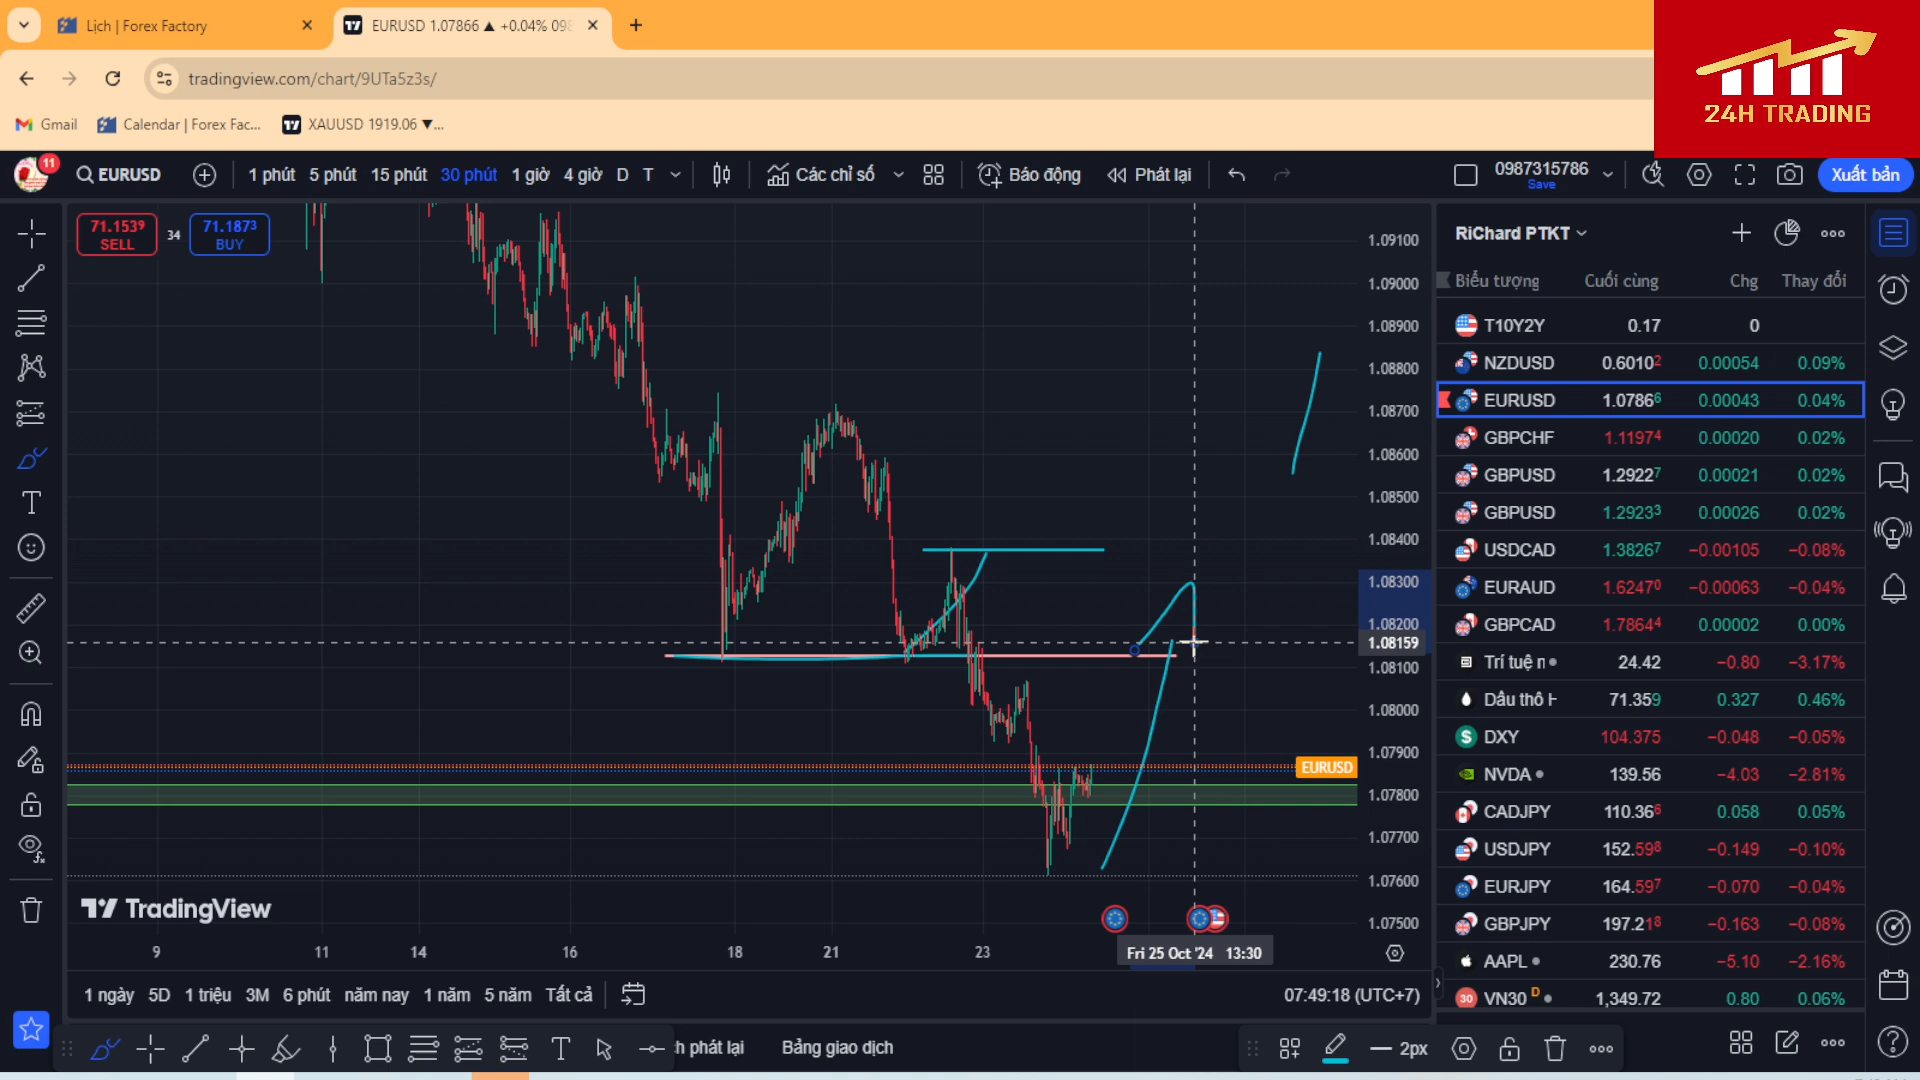 Lịch | Forex Factory
EURUSD 1.07866 ▲ +0.04% 098
tradingview.com/chart/9UTa5z3s/
Gmail
Calendar | Forex Fac...
XAUUSD 1919.06 ▼...
24H TRADING
11
EURUSD
1 phút 5 phút 15 phút 30 phút 1 giờ 4 giờ D T
Các chỉ số
Báo động
Phát lại
0987315786
Save
Xuất bản
71.1539
SELL
34
71.1873
BUY
1.09100
1.09000
1.08900
1.08800
1.08700
1.08600
1.08500
1.08400
1.08300
1.08200
1.08159
1.08100
1.08000
1.07900
EURUSD
1.07800
1.07700
1.07600
1.07500
TradingView
9 11 14 16 18 21 23
Fri 25 Oct '24 13:30
1 ngày 5D 1 triệu 3M 6 phút năm nay 1 năm 5 năm Tất cả
07:49:18 (UTC+7)
h phát lại
Bảng giao dịch
2px
RiChard PTKT
Biểu tượng Cuối cùng Chg Thay đổi
T10Y2Y 0.17 0
NZDUSD 0.60102 0.00054 0.09%
EURUSD 1.07866 0.00043 0.04%
GBPCHF 1.11974 0.00020 0.02%
GBPUSD 1.29227 0.00021 0.02%
GBPUSD 1.29233 0.00026 0.02%
USDCAD 1.38267 −0.00105 −0.08%
EURAUD 1.62470 −0.00063 −0.04%
GBPCAD 1.78644 0.00002 0.00%
Trí tuệ n 24.42 −0.80 −3.17%
Dầu thô H 71.359 0.327 0.46%
DXY 104.375 −0.048 −0.05%
NVDA 139.56 −4.03 −2.81%
CADJPY 110.366 0.058 0.05%
USDJPY 152.598 −0.149 −0.10%
EURJPY 164.597 −0.070 −0.04%
GBPJPY 197.218 −0.163 −0.08%
AAPL 230.76 −5.10 −2.16%
30 VN30 D 1,349.72 0.80 0.06%